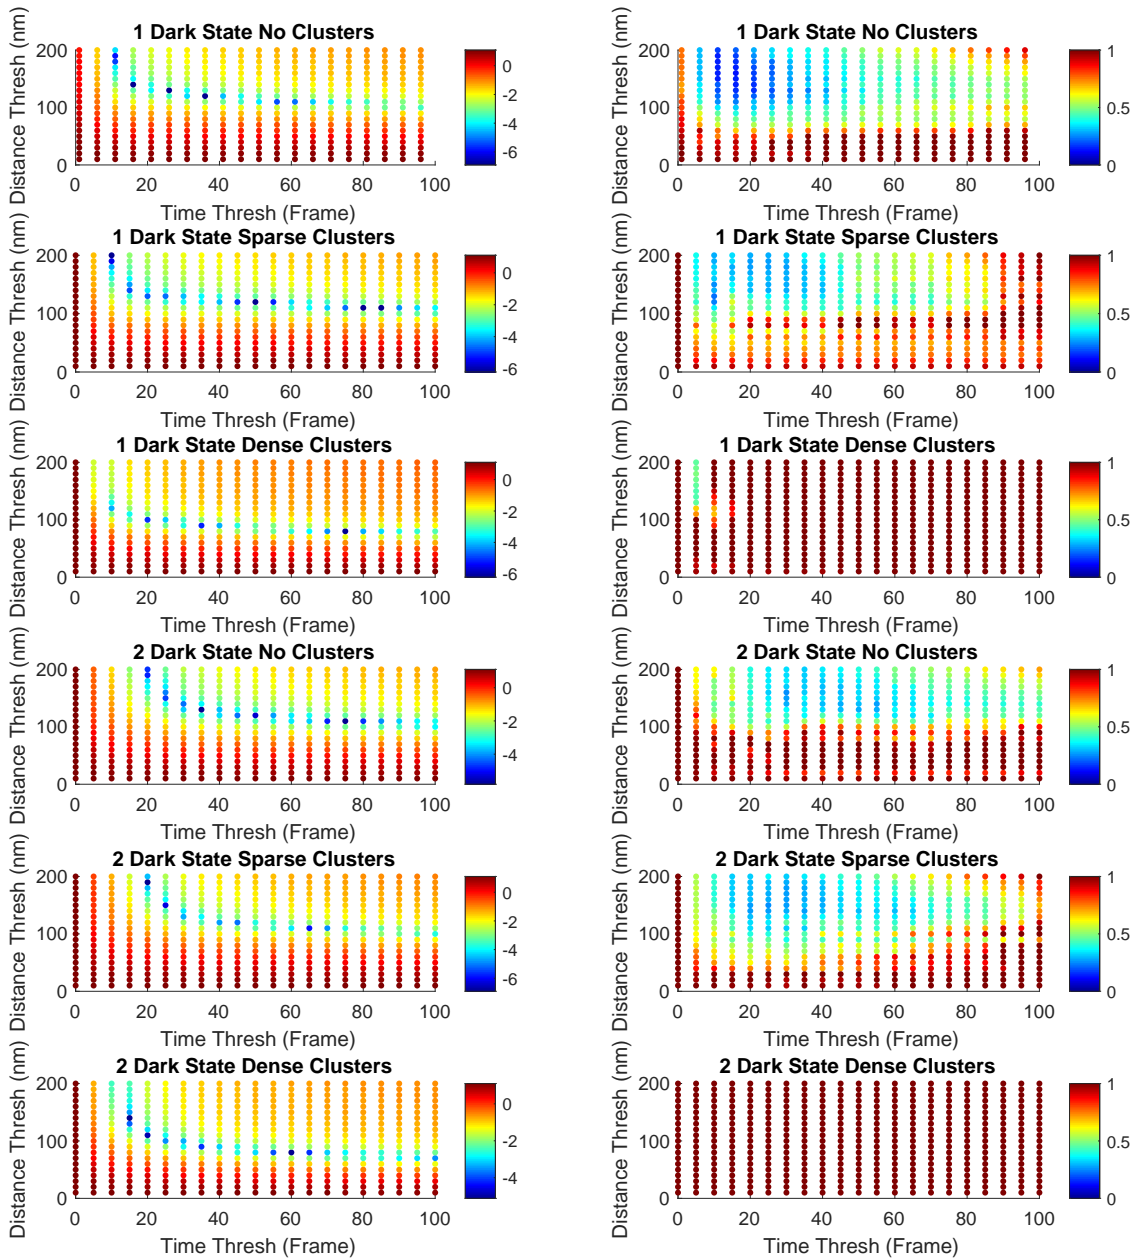 1 Dark State No Clusters
Distance Thresh (nm)
200
100
0
0 20 40 60 80 100
Time Thresh (Frame)
0
-2
-4
-6
1 Dark State No Clusters
Distance Thresh (nm)
200
100
0
0 20 40 60 80 100
Time Thresh (Frame)
1
0.5
0
1 Dark State Sparse Clusters
Distance Thresh (nm)
200
100
0
0 20 40 60 80 100
Time Thresh (Frame)
0
-2
-4
-6
1 Dark State Sparse Clusters
Distance Thresh (nm)
200
100
0
0 20 40 60 80 100
Time Thresh (Frame)
1
0.5
0
1 Dark State Dense Clusters
Distance Thresh (nm)
200
100
0
0 20 40 60 80 100
Time Thresh (Frame)
0
-2
-4
-6
1 Dark State Dense Clusters
Distance Thresh (nm)
200
100
0
0 20 40 60 80 100
Time Thresh (Frame)
1
0.5
0
2 Dark State No Clusters
Distance Thresh (nm)
200
100
0
0 20 40 60 80 100
Time Thresh (Frame)
0
-2
-4
2 Dark State No Clusters
Distance Thresh (nm)
200
100
0
0 20 40 60 80 100
Time Thresh (Frame)
1
0.5
0
2 Dark State Sparse Clusters
Distance Thresh (nm)
200
100
0
0 20 40 60 80 100
Time Thresh (Frame)
0
-2
-4
-6
2 Dark State Sparse Clusters
Distance Thresh (nm)
200
100
0
0 20 40 60 80 100
Time Thresh (Frame)
1
0.5
0
2 Dark State Dense Clusters
Distance Thresh (nm)
200
100
0
0 20 40 60 80 100
Time Thresh (Frame)
0
-2
-4
2 Dark State Dense Clusters
Distance Thresh (nm)
200
100
0
0 20 40 60 80 100
Time Thresh (Frame)
1
0.5
0